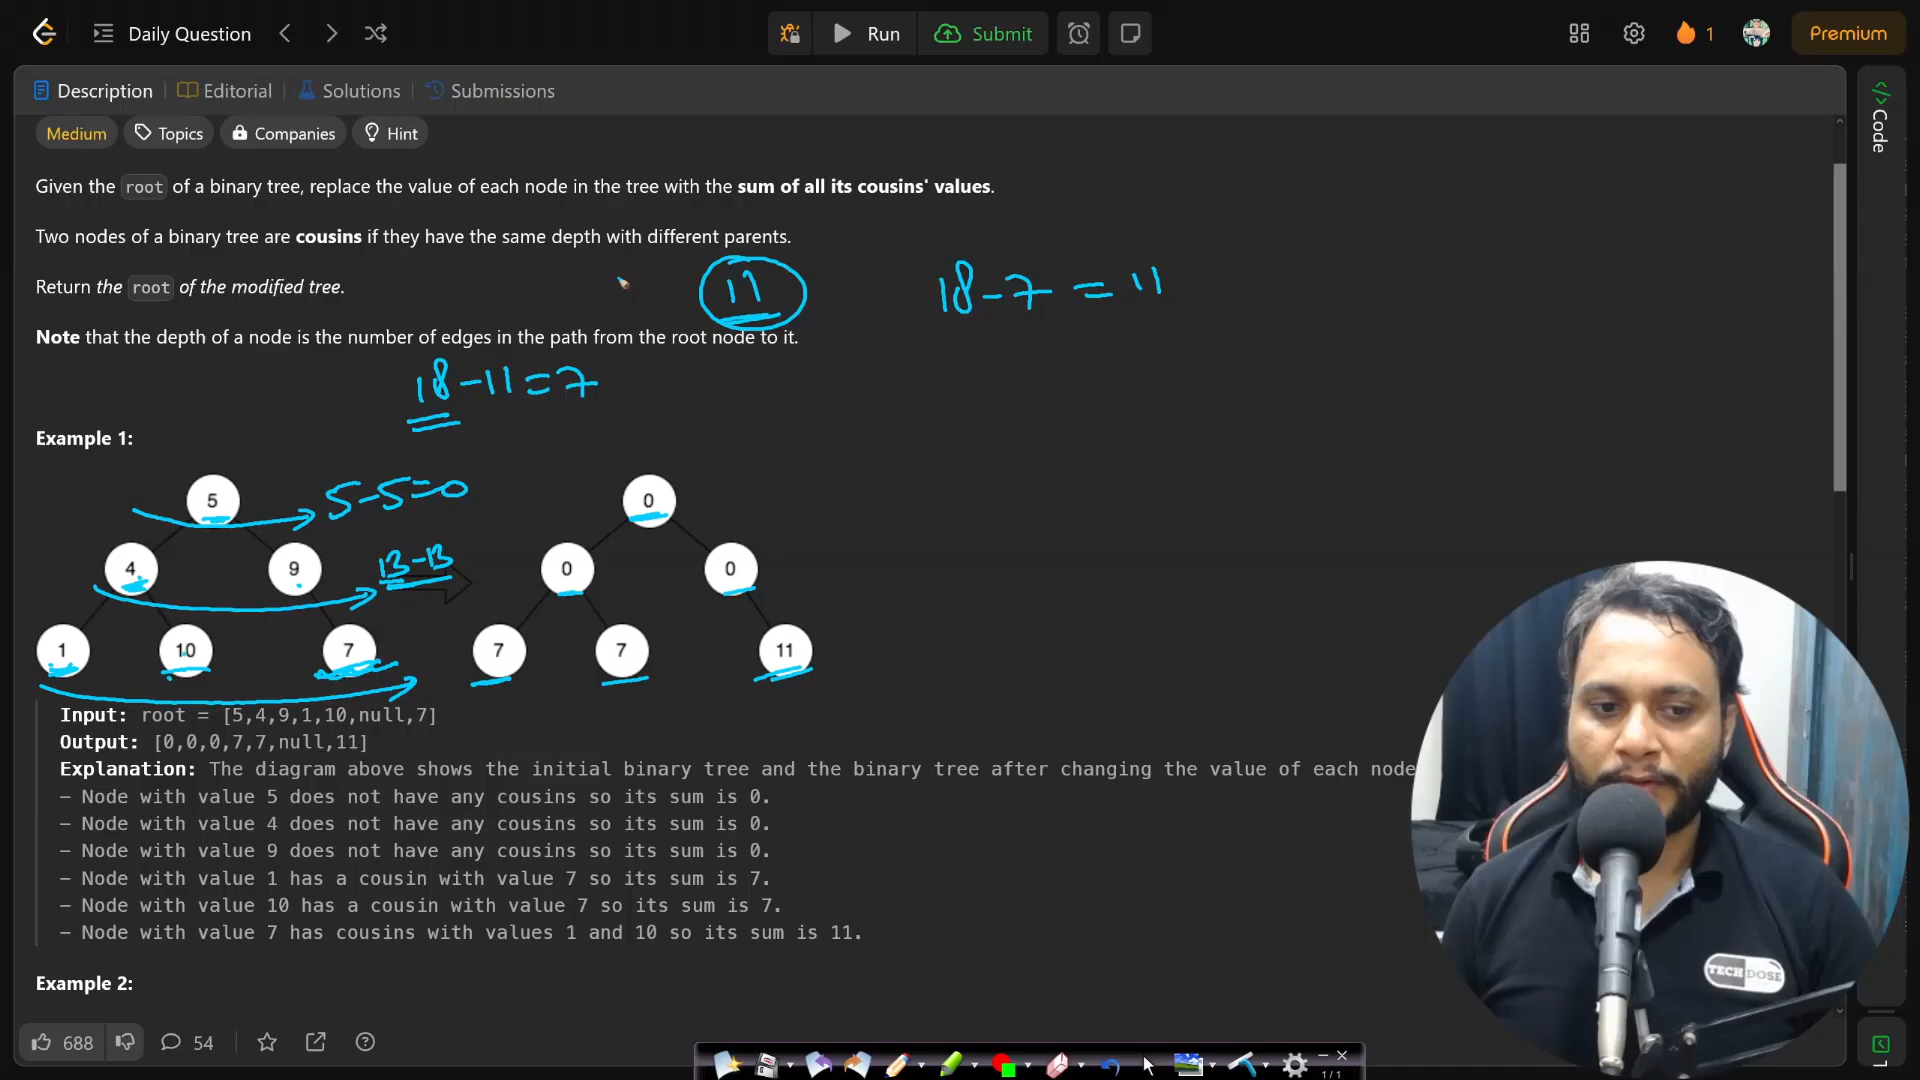 Daily Question
Run
Submit
1
Premium
Description
Editorial
Solutions
Submissions
Code
Medium
Topics
Companies
Hint
Given the root of a binary tree, replace the value of each node in the tree with the sum of all its cousins' values.
Two nodes of a binary tree are cousins if they have the same depth with different parents.
Return the root of the modified tree.
11
18-7 = 11
Note that the depth of a node is the number of edges in the path from the root node to it.
18-11=7
Example 1:
5
5-5=0
0
4
9
13-13
0
0
1
10
7
7
7
11
Input: root = [5,4,9,1,10,null,7]
Output: [0,0,0,7,7,null,11]
Explanation: The diagram above shows the initial binary tree and the binary tree after changing the value of each node
- Node with value 5 does not have any cousins so its sum is 0.
- Node with value 4 does not have any cousins so its sum is 0.
- Node with value 9 does not have any cousins so its sum is 0.
- Node with value 1 has a cousin with value 7 so its sum is 7.
- Node with value 10 has a cousin with value 7 so its sum is 7.
- Node with value 7 has cousins with values 1 and 10 so its sum is 11.
TECH DOSE
Example 2:
688
54
1/1